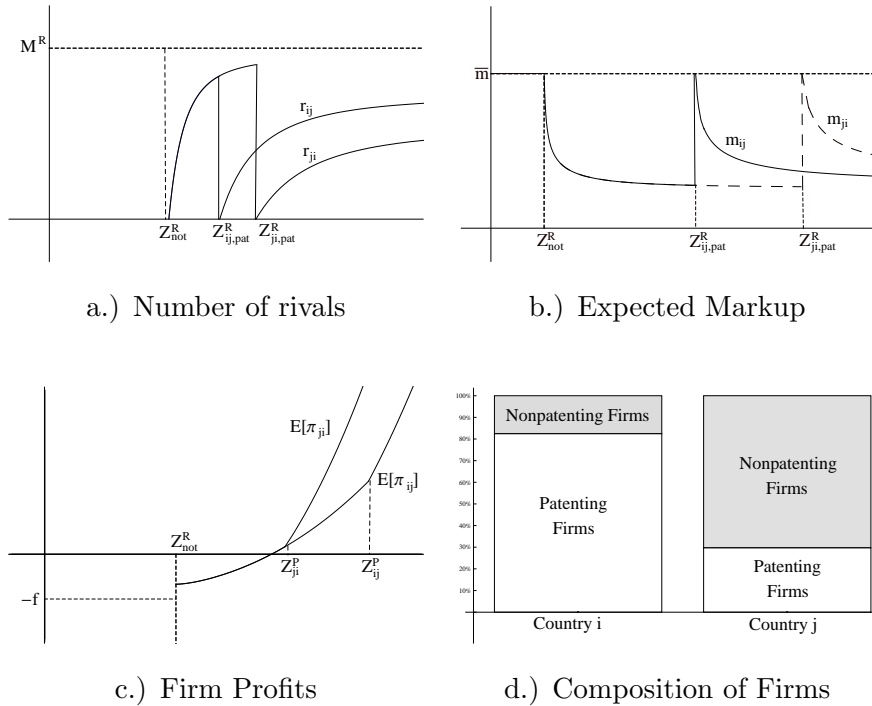 M^R
r_ij
r_ji
Z^R_not
Z^R_ij,pat
Z^R_ji,pat
a.) Number of rivals
m
m_ij
m_ji
Z^R_not
Z^R_ij,pat
Z^R_ji,pat
b.) Expected Markup
E[π_ji]
E[π_ij]
Z^R_not
Z^P_ji
Z^P_ij
−f
c.) Firm Profits
100%
90%
80%
70%
60%
50%
40%
30%
20%
10%
Nonpatenting Firms
Patenting
Firms
Nonpatenting
Firms
Patenting
Firms
Country i
Country j
d.) Composition of Firms